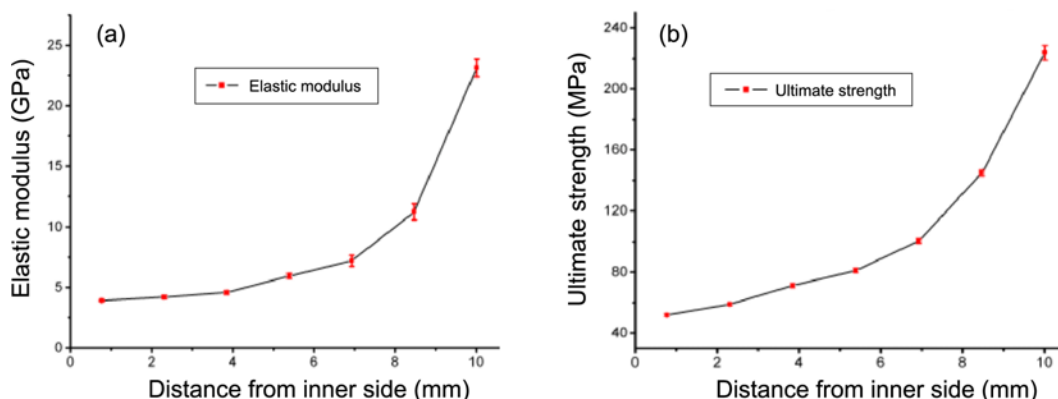 (a)
Elastic modulus (GPa)
25
20
15
10
5
0
Elastic modulus
0 2 4 6 8 10
Distance from inner side (mm)
(b)
Ultimate strength (MPa)
240
200
160
120
80
40
Ultimate strength
0 2 4 6 8 10
Distance from inner side (mm)